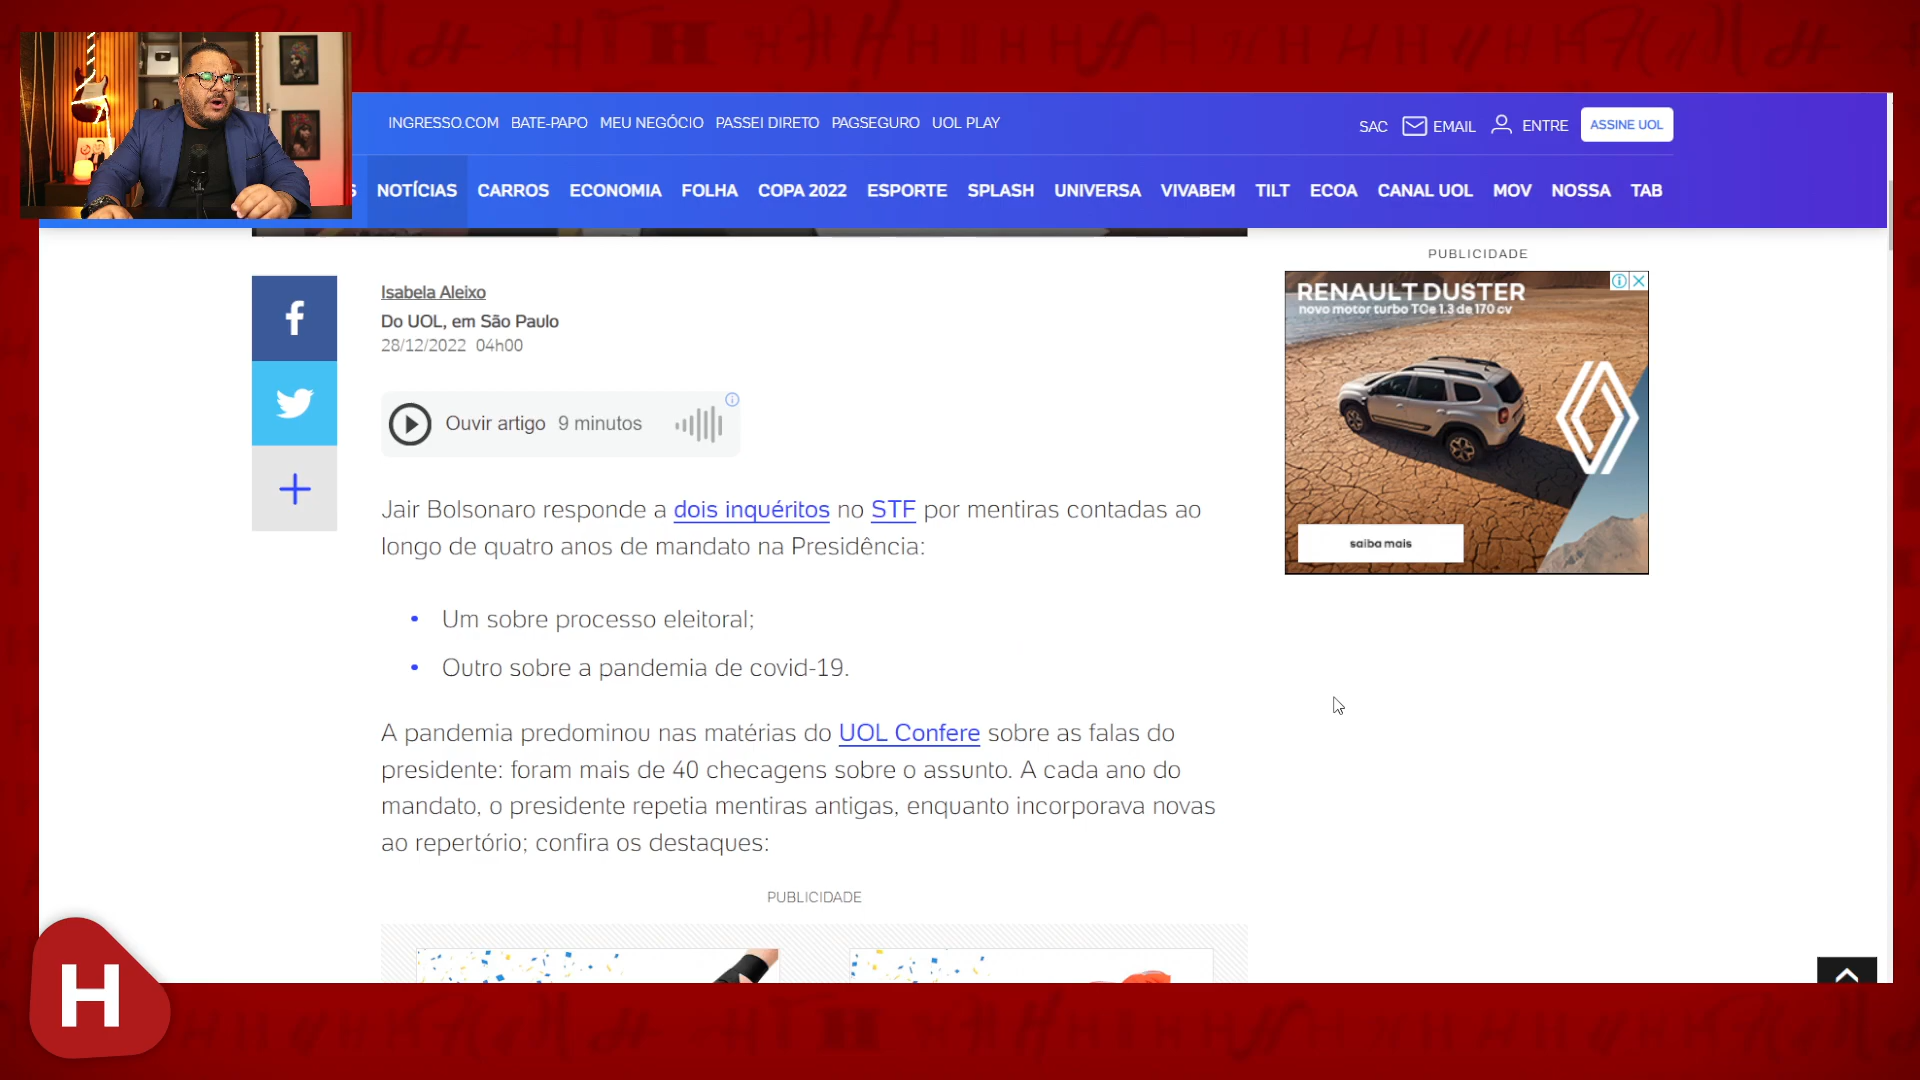 INGRESSO.COM BATE-PAPO MEU NEGÓCIO PASSEI DIRETO PAGSEGURO UOL PLAY
SAC EMAIL ENTRE ASSINE UOL
S NOTÍCIAS CARROS ECONOMIA FOLHA COPA 2022 ESPORTE SPLASH UNIVERSA VIVABEM TILT ECOA CANAL UOL MOV NOSSA TAB
PUBLICIDADE
RENAULT DUSTER
novo motor turbo TCe 1.3 de 170 cv
saiba mais
Isabela Aleixo
Do UOL, em São Paulo
28/12/2022 04h00
Ouvir artigo 9 minutos
Jair Bolsonaro responde a dois inquéritos no STF por mentiras contadas ao
longo de quatro anos de mandato na Presidência:
• Um sobre processo eleitoral;
• Outro sobre a pandemia de covid-19.
A pandemia predominou nas matérias do UOL Confere sobre as falas do
presidente: foram mais de 40 checagens sobre o assunto. A cada ano do
mandato, o presidente repetia mentiras antigas, enquanto incorporava novas
ao repertório; confira os destaques:
PUBLICIDADE
H